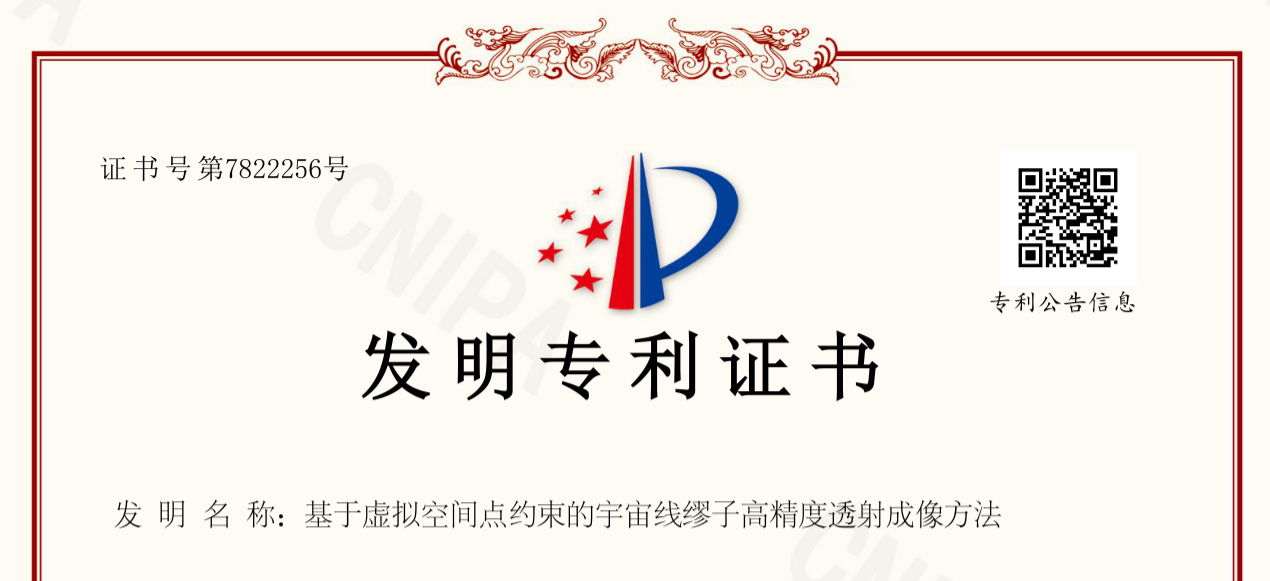 证书号第7822256号
专利公告信息
发明专利证书
发明名称：基于虚拟空间点约束的宇宙线缪子高精度透射成像方法
CNIPA